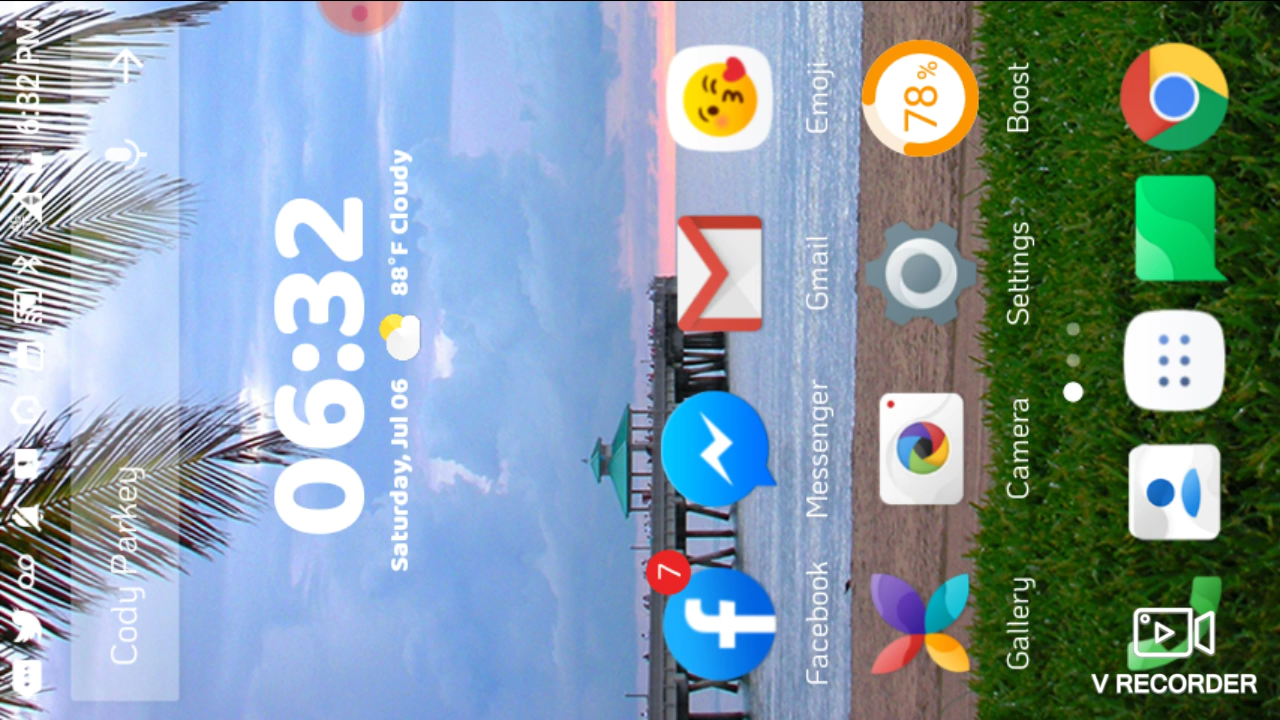 6:32 PM
Cody Parkey
06:32
Saturday, Jul 06 88°F Cloudy
7
Facebook Messenger Gmail Emoji
78%
Gallery Camera Settings Boost
V RECORDER